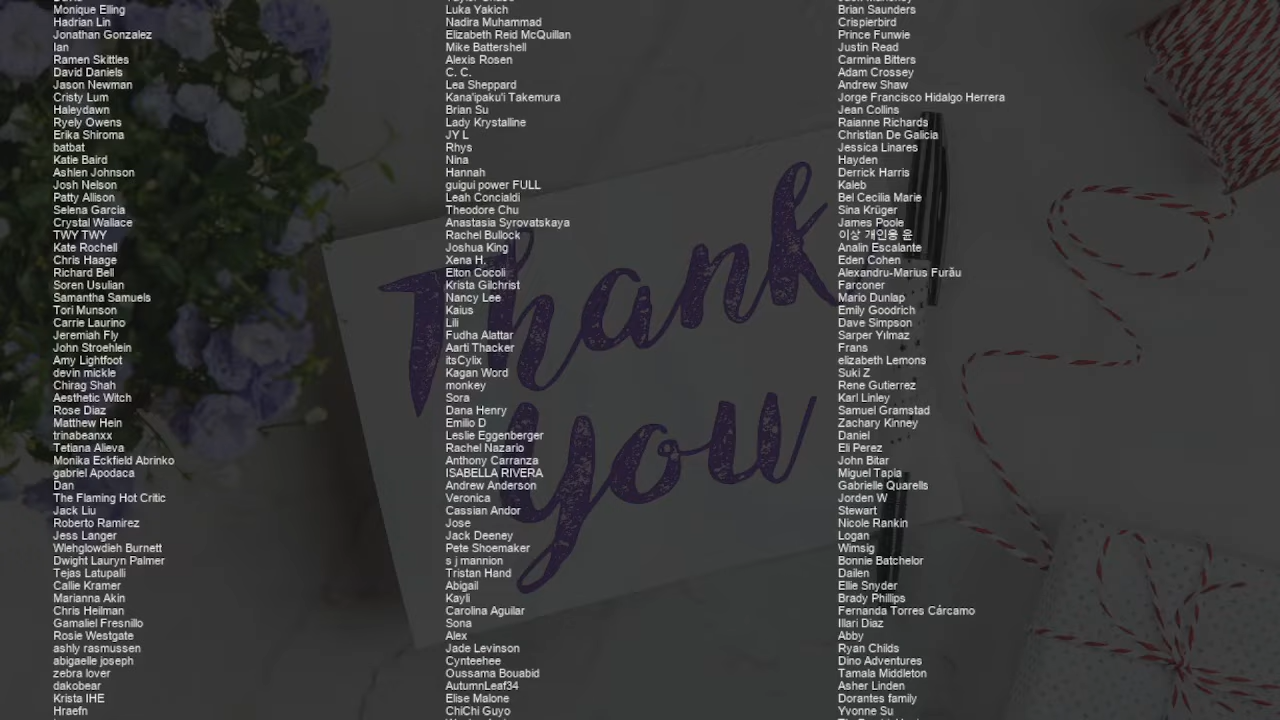 Monique Elling
Hadrian Lin
Jonathan Gonzalez
Ian
Ramen Skittles
David Daniels
Jason Newman
Cristy Lum
Haleydawn
Ryely Owens
Erika Shiroma
batbat
Katie Baird
Ashlen Johnson
Josh Nelson
Patty Allison
Selena Garcia
Crystal Wallace
TWY TWY
Kate Rochell
Chris Haage
Richard Bell
Soren Usulian
Samantha Samuels
Tori Munson
Carrie Laurino
Jeremiah Fly
John Stroehlein
Amy Lightfoot
devin mickle
Chirag Shah
Aesthetic Witch
Rose Diaz
Matthew Hein
trinabeanxx
Tetiana Alieva
Monika Eckfield Abrinko
gabriel Apodaca
Dan
The Flaming Hot Critic
Jack Liu
Roberto Ramirez
Jess Langer
Wiehglowdieh Burnett
Dwight Lauryn Palmer
Tejas Latupalli
Callie Kramer
Marianna Akin
Chris Heilman
Gamaliel Fresnillo
Rosie Westgate
ashly rasmussen
abigaelle joseph
zebra lover
dakobear
Krista IHE
Hraefn
Luka Yakich
Nadira Muhammad
Elizabeth Reid McQuillan
Mike Battershell
Alexis Rosen
C. C.
Lea Sheppard
Kana'ipaku'i Takemura
Brian Su
Lady Krystalline
JY L
Rhys
Nina
Hannah
guigui power FULL
Leah Concialdi
Theodore Chu
Anastasia Syrovatskaya
Rachel Bullock
Joshua King
Xena H.
Elton Cocoli
Krista Gilchrist
Nancy Lee
Kaius
Lili
Fudha Alattar
Aarti Thacker
itsCylix
Kagan Word
monkey
Sora
Dana Henry
Emilio D
Leslie Eggenberger
Rachel Nazario
Anthony Carranza
ISABELLA RIVERA
Andrew Anderson
Veronica
Cassian Andor
Jose
Jack Deeney
Pete Shoemaker
s j mannion
Tristan Hand
Abigail
Kayli
Carolina Aguilar
Sona
Alex
Jade Levinson
Cynteehee
Oussama Bouabid
AutumnLeaf34
Elise Malone
ChiChi Guyo
Brian Saunders
Crispierbird
Prince Funwie
Justin Read
Carmina Bitters
Adam Crossey
Andrew Shaw
Jorge Francisco Hidalgo Herrera
Jean Collins
Raianne Richards
Christian De Galicia
Jessica Linares
Hayden
Derrick Harris
Kaleb
Bel Cecilia Marie
Sina Krüger
James Poole
이상 개인용 윤
Analin Escalante
Eden Cohen
Alexandru-Marius Furău
Farconer
Mario Dunlap
Emily Goodrich
Dave Simpson
Sarper Yılmaz
Frans
elizabeth Lemons
Suki Z
Rene Gutierrez
Karl Linley
Samuel Gramstad
Zachary Kinney
Daniel
Eli Perez
John Bitar
Miguel Tapia
Gabrielle Quarells
Jorden W
Stewart
Nicole Rankin
Logan
Wimsig
Bonnie Batchelor
Dailen
Ellie Snyder
Brady Phillips
Fernanda Torres Cárcamo
Illari Diaz
Abby
Ryan Childs
Dino Adventures
Tamala Middleton
Asher Linden
Dorantes family
Yvonne Su
Thank
you